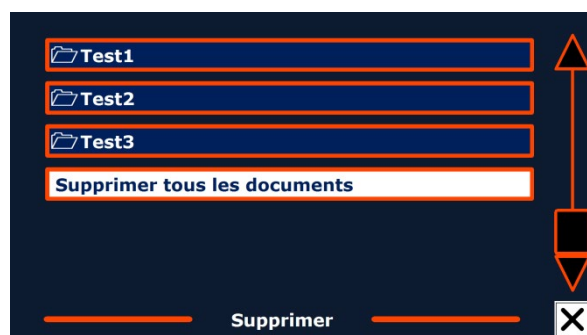 Test1
Test2
Test3
Supprimer tous les documents
Supprimer